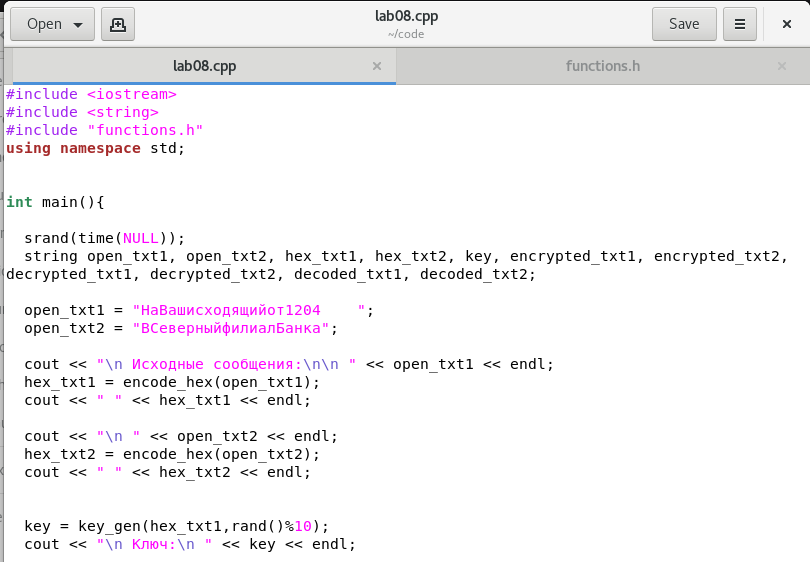 Open
lab08.cpp
~/code
Save
lab08.cpp
functions.h
#include <iostream>
#include <string>
#include "functions.h"
using namespace std;
int main(){
srand(time(NULL));
string open_txt1, open_txt2, hex_txt1, hex_txt2, key, encrypted_txt1, encrypted_txt2,
decrypted_txt1, decrypted_txt2, decoded_txt1, decoded_txt2;
open_txt1 = "НаВашисходящийот1204    ";
open_txt2 = "ВСеверныйфилиалБанка";
cout << "\n Исходные сообщения:\n\n " << open_txt1 << endl;
hex_txt1 = encode_hex(open_txt1);
cout << " " << hex_txt1 << endl;
cout << "\n " << open_txt2 << endl;
hex_txt2 = encode_hex(open_txt2);
cout << " " << hex_txt2 << endl;
key = key_gen(hex_txt1,rand()%10);
cout << "\n Ключ:\n " << key << endl;